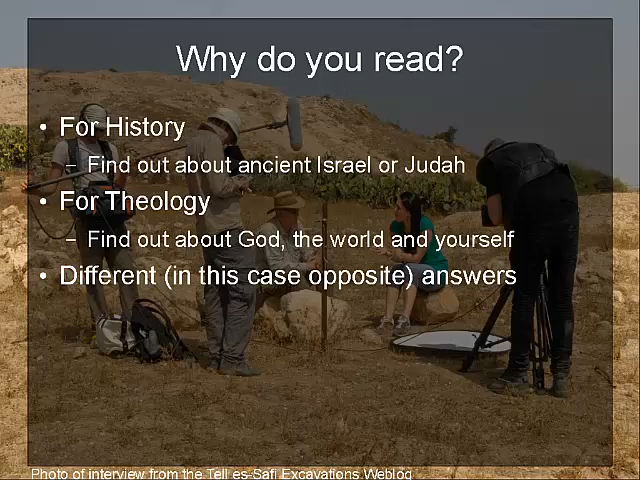 Why do you read?
• For History
– Find out about ancient Israel or Judah
• For Theology
– Find out about God, the world and yourself
• Different (in this case opposite) answers
Photo of interview from the Tell es-Safi Excavations Weblog